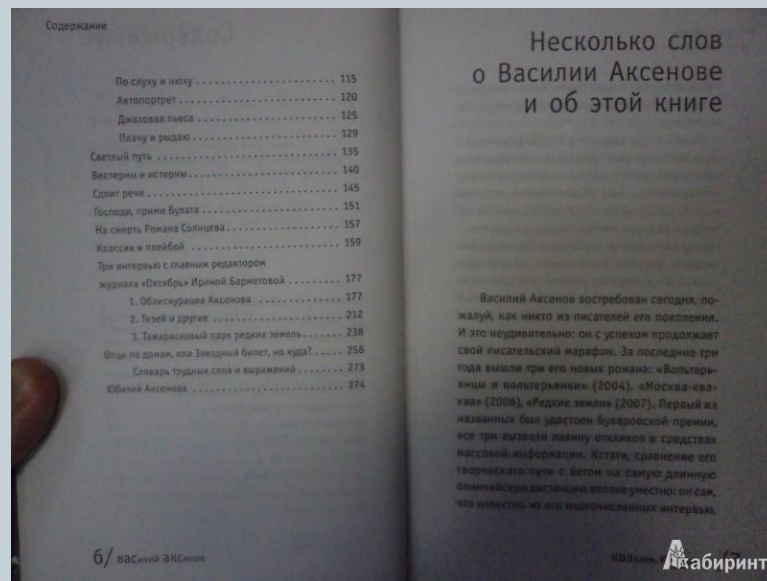 Содержание
По слуху и нюху ........ 115
Автопортрет ........ 120
Джазовая пьеса ........ 125
Плачу и рыдаю ........ 129
Светлый путь ........ 135
Вестерны и истерны ........ 140
Сдвиг речи ........ 145
Господи, прими Булата ........ 151
На смерть Романа Солнцева ........ 157
Классик и плейбой ........ 159
Три интервью с главным редактором
журнала «Октябрь» Ириной Барметовой ........ 177
1. Облискурация Аксенова ........ 177
2. Тезей и другие ........ 212
3. Тамарисковый парк редких земель ........ 238
Отцы по домам, или Звездный билет, но куда? ..... 258
Словарь трудных слов и выражений ........ 273
Юбилей Аксенова ........ 274
6/ василий аксенов
Несколько слов
о Василии Аксенове
и об этой книге
Василий Аксенов востребован сегодня, по-
жалуй, как никто из писателей его поколения.
И это неудивительно: он с успехом продолжает
свой писательский марафон. За последние три
года вышли три его новых романа: «Вольтерь-
янцы и вольтерьянки» (2004), «Москва-ква-
ква» (2006), «Редкие земли» (2007). Первый из
названных был удостоен Букеровской премии,
все три вызвали лавину откликов в средствах
массовой информации. Кстати, сравнение его
творческого пути с бегом на самую длинную
олимпийскую дистанцию вполне уместно: он сам,
что известно из его многочисленных интервью,
Лабиринт